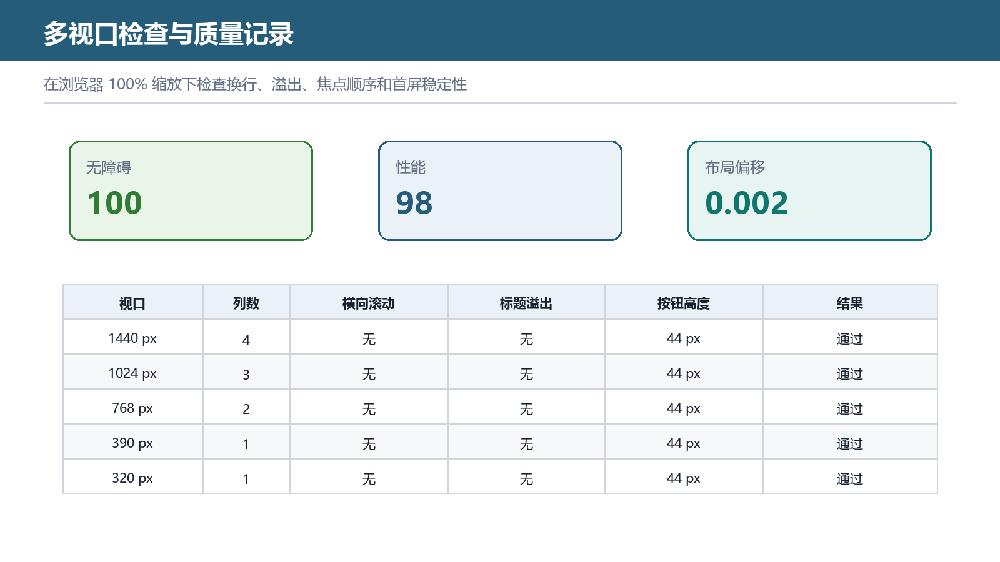 多视口检查与质量记录
在浏览器 100% 缩放下检查换行、溢出、焦点顺序和首屏稳定性
无障碍 性能 布局偏移
100 98 0.002
视口 列数 横向滚动 标题溢出 按钮高度 结果
1440 px 4 无 无 44 px 通过
1024 px 3 无 无 44 px 通过
768 px 2 无 无 44 px 通过
390 px 1 无 无 44 px 通过
320 px 1 无 无 44 px 通过